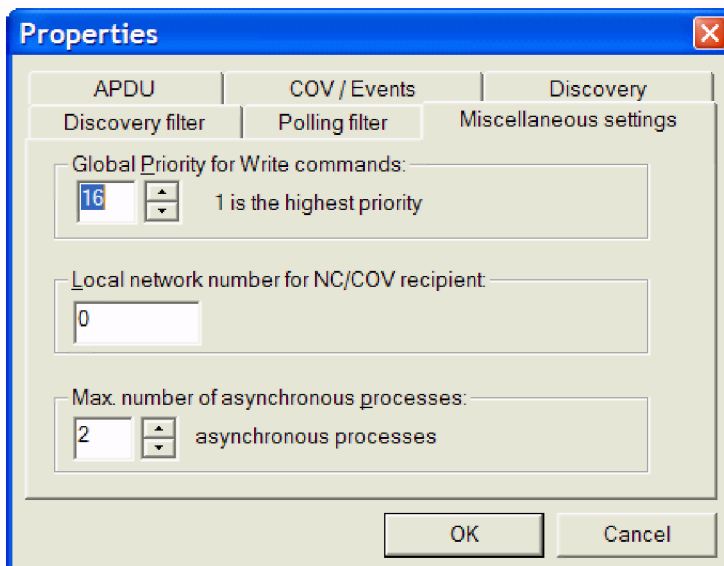 Properties
APDU COV / Events Discovery
Discovery filter Polling filter Miscellaneous settings
Global Priority for Write commands:
16 1 is the highest priority
Local network number for NC/COV recipient:
0
Max. number of asynchronous processes:
2 asynchronous processes
OK Cancel